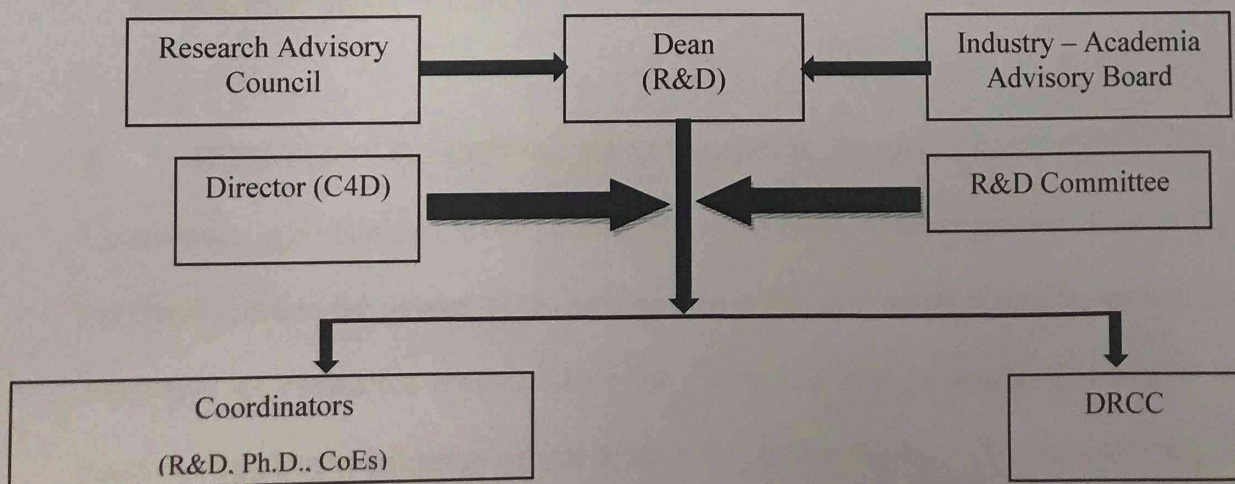 Research Advisory
Council
Dean
(R&D)
Industry – Academia
Advisory Board
Director (C4D)
R&D Committee
Coordinators
(R&D, Ph.D., CoEs)
DRCC